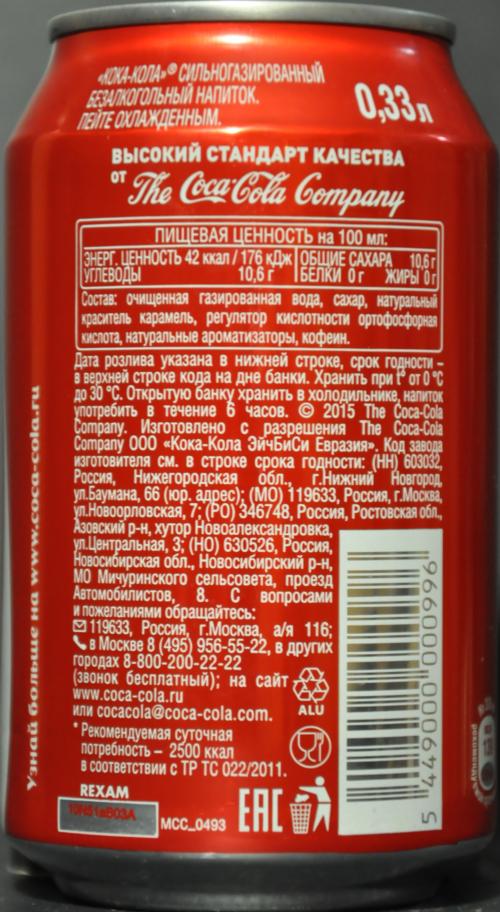 «КОКА-КОЛА»® СИЛЬНОГАЗИРОВАННЫЙ
БЕЗАЛКОГОЛЬНЫЙ НАПИТОК.
ПЕЙТЕ ОХЛАЖДЕННЫМ.
0,33л
ВЫСОКИЙ СТАНДАРТ КАЧЕСТВА
от The Coca-Cola Company
ПИЩЕВАЯ ЦЕННОСТЬ на 100 мл:
ЭНЕРГ. ЦЕННОСТЬ 42 ккал / 176 кДж ОБЩИЕ САХАРА 10,6 г
УГЛЕВОДЫ 10,6 г БЕЛКИ 0 г ЖИРЫ 0 г
Состав: очищенная газированная вода, сахар, натуральный
краситель карамель, регулятор кислотности ортофосфорная
кислота, натуральные ароматизаторы, кофеин.
Дата розлива указана в нижней строке, срок годности –
в верхней строке кода на дне банки. Хранить при t° от 0 °C
до 30 °C. Открытую банку хранить в холодильнике, напиток
употребить в течение 6 часов. © 2015 The Coca-Cola
Company. Изготовлено с разрешения The Coca-Cola
Company ООО «Кока-Кола ЭйчБиСи Евразия». Код завода
изготовителя см. в строке срока годности: (НН) 603032,
Россия, Нижегородская обл., г.Нижний Новгород,
ул.Баумана, 66 (юр. адрес); (МО) 119633, Россия, г.Москва,
ул.Новоорловская, 7; (РО) 346748, Россия, Ростовская обл.,
Азовский р-н, хутор Новоалександровка,
ул.Центральная, 3; (НО) 630526, Россия,
Новосибирская обл., Новосибирский р-н,
МО Мичуринского сельсовета, проезд
Автомобилистов, 8. С вопросами
и пожеланиями обращайтесь:
119633, Россия, г.Москва, а/я 116;
в Москве 8 (495) 956-55-22, в других
городах 8-800-200-22-22
(звонок бесплатный); на сайт
www.coca-cola.ru
или cocacola@coca-cola.com.
ALU
* Рекомендуемая суточная
потребность – 2500 ккал
в соответствии с ТР ТС 022/2011.
REXAM
MCC_0493
EAC
5 449000 000996
Узнай больше на www.coca-cola.ru